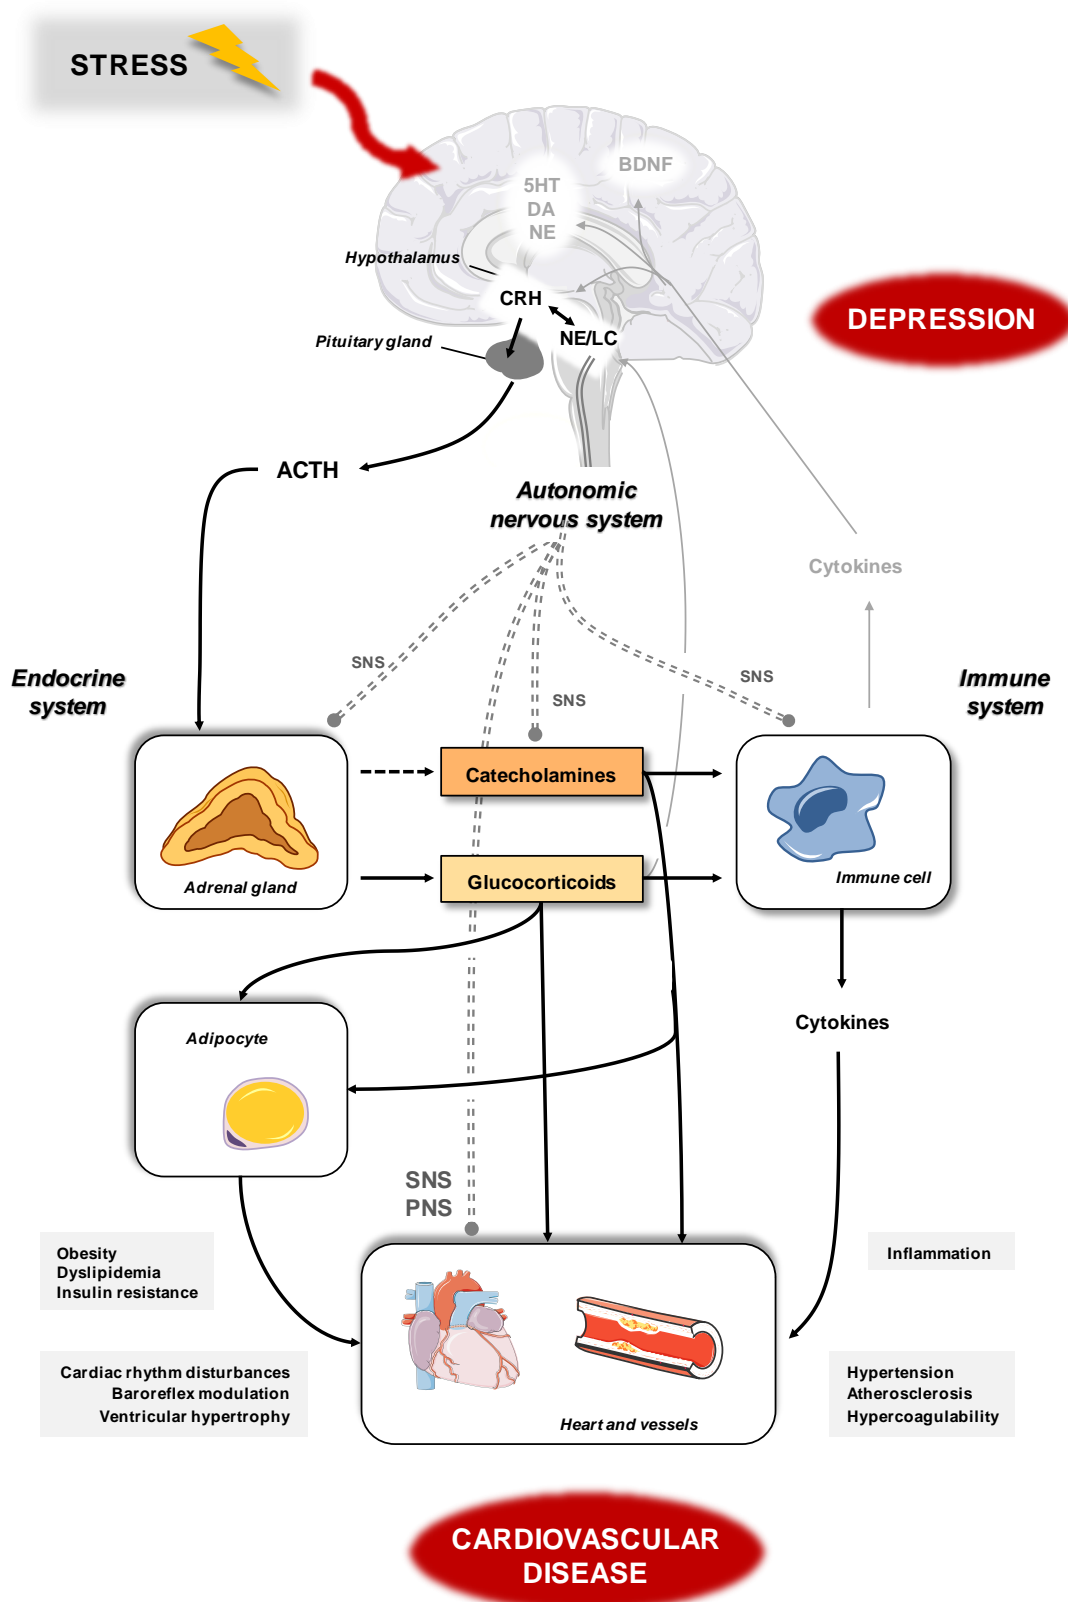 STRESS
BDNF
5HT
DA
NE
Hypothalamus
CRH
NE/LC
Pituitary gland
DEPRESSION
ACTH
Autonomic
nervous system
Cytokines
SNS
SNS
SNS
Endocrine
system
Immune
system
Catecholamines
Glucocorticoids
Adrenal gland
Immune cell
Adipocyte
Cytokines
SNS
PNS
Obesity
Dyslipidemia
Insulin resistance
Inflammation
Cardiac rhythm disturbances
Baroreflex modulation
Ventricular hypertrophy
Hypertension
Atherosclerosis
Hypercoagulability
Heart and vessels
CARDIOVASCULAR
DISEASE